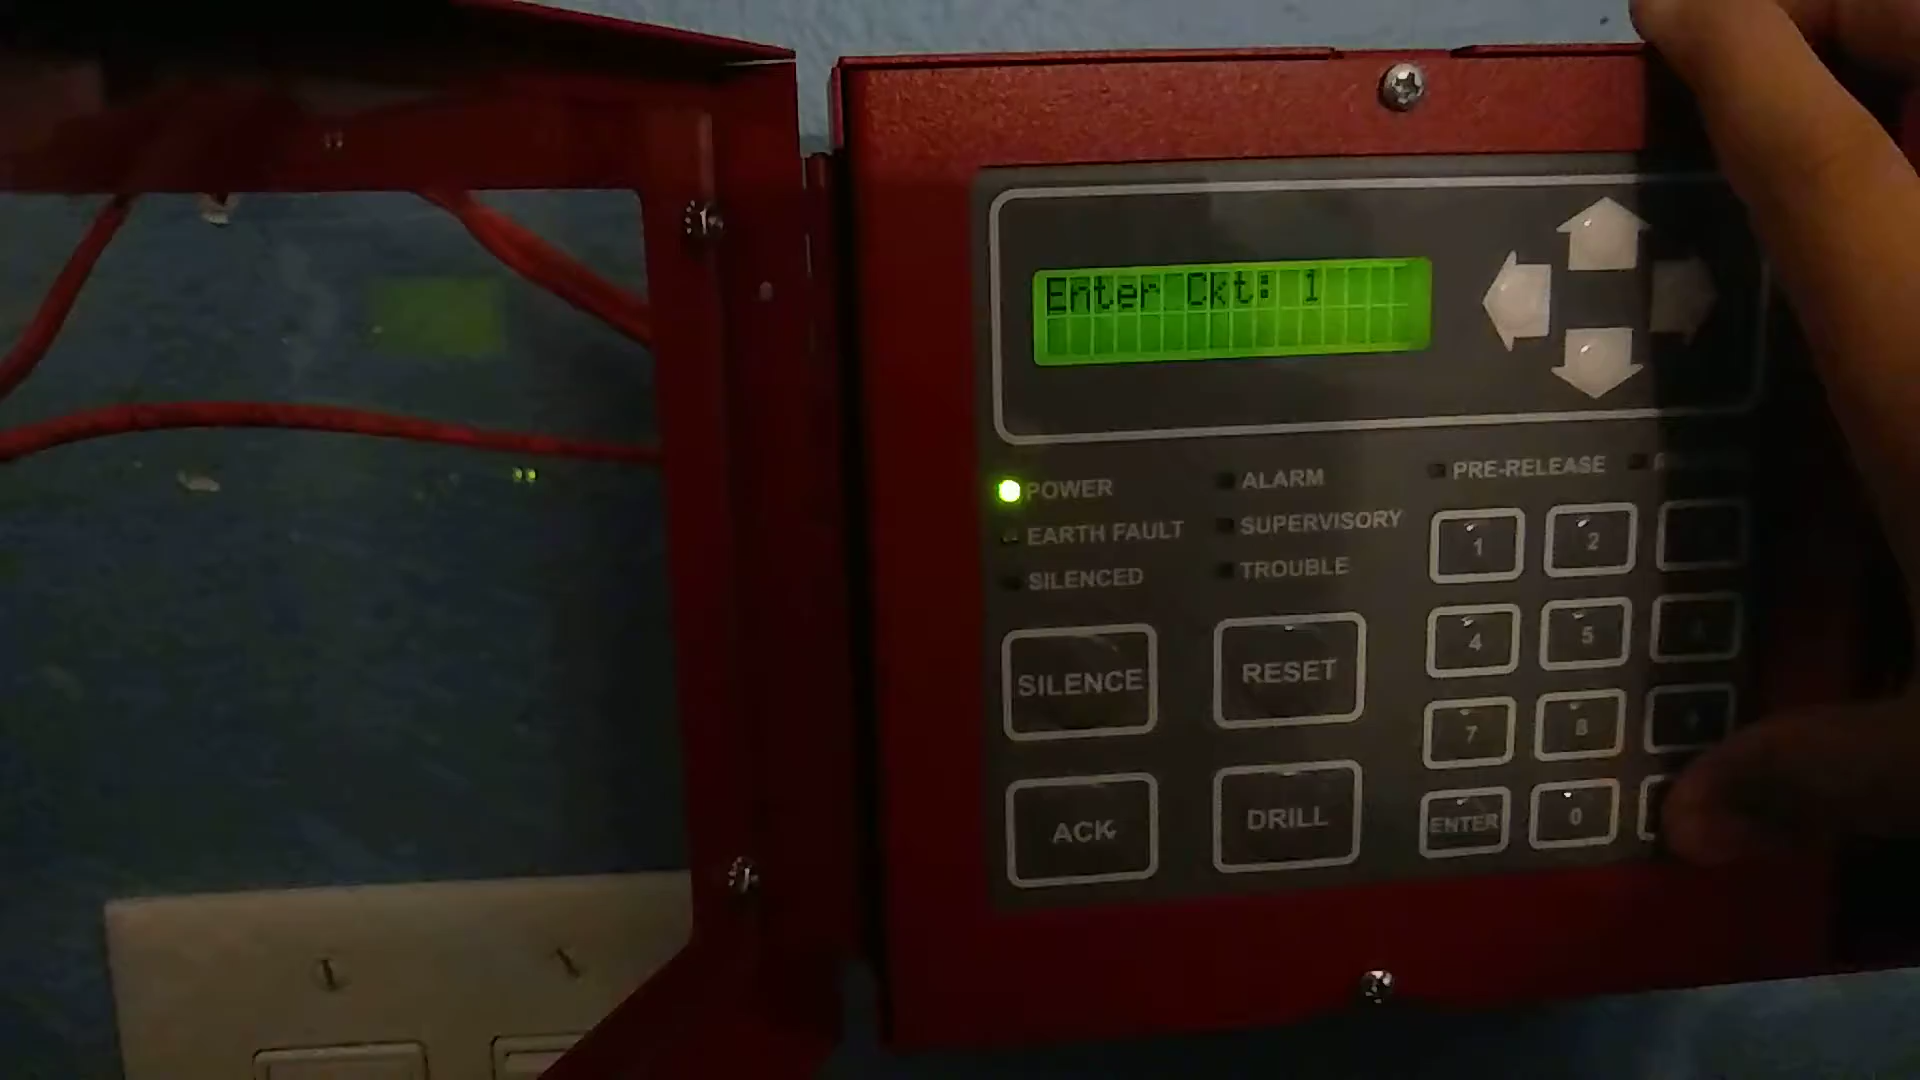 Enter Ckt: 1
POWER
ALARM
PRE-RELEASE
EARTH FAULT
SUPERVISORY
SILENCED
TROUBLE
1
2
4
5
7
8
ENTER
0
SILENCE
RESET
ACK
DRILL